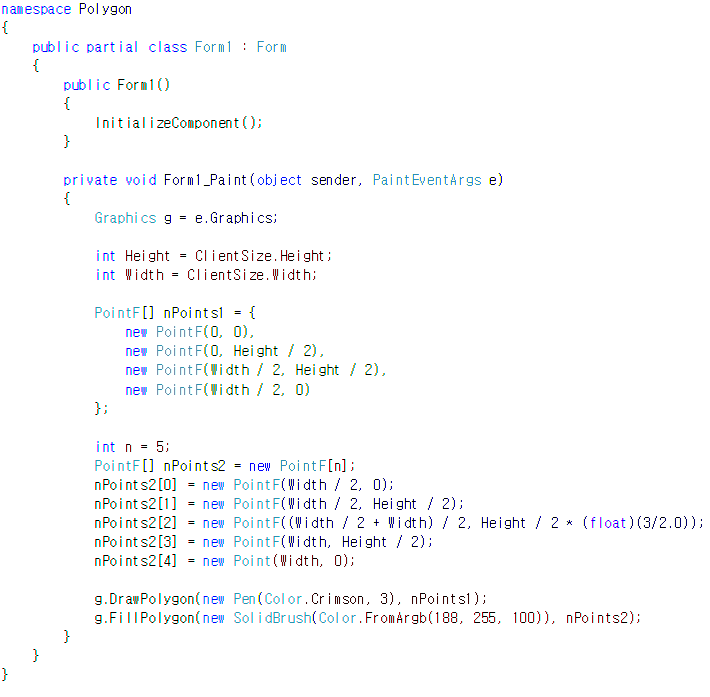 namespace Polygon
{
    public partial class Form1 : Form
    {
        public Form1()
        {
            InitializeComponent();
        }

        private void Form1_Paint(object sender, PaintEventArgs e)
        {
            Graphics g = e.Graphics;

            int Height = ClientSize.Height;
            int Width = ClientSize.Width;

            PointF[] nPoints1 = {
                new PointF(0, 0),
                new PointF(0, Height / 2),
                new PointF(Width / 2, Height / 2),
                new PointF(Width / 2, 0)
            };

            int n = 5;
            PointF[] nPoints2 = new PointF[n];
            nPoints2[0] = new PointF(Width / 2, 0);
            nPoints2[1] = new PointF(Width / 2, Height / 2);
            nPoints2[2] = new PointF((Width / 2 + Width) / 2, Height / 2 * (float)(3/2.0));
            nPoints2[3] = new PointF(Width, Height / 2);
            nPoints2[4] = new Point(Width, 0);

            g.DrawPolygon(new Pen(Color.Crimson, 3), nPoints1);
            g.FillPolygon(new SolidBrush(Color.FromArgb(188, 255, 100)), nPoints2);
        }
    }
}